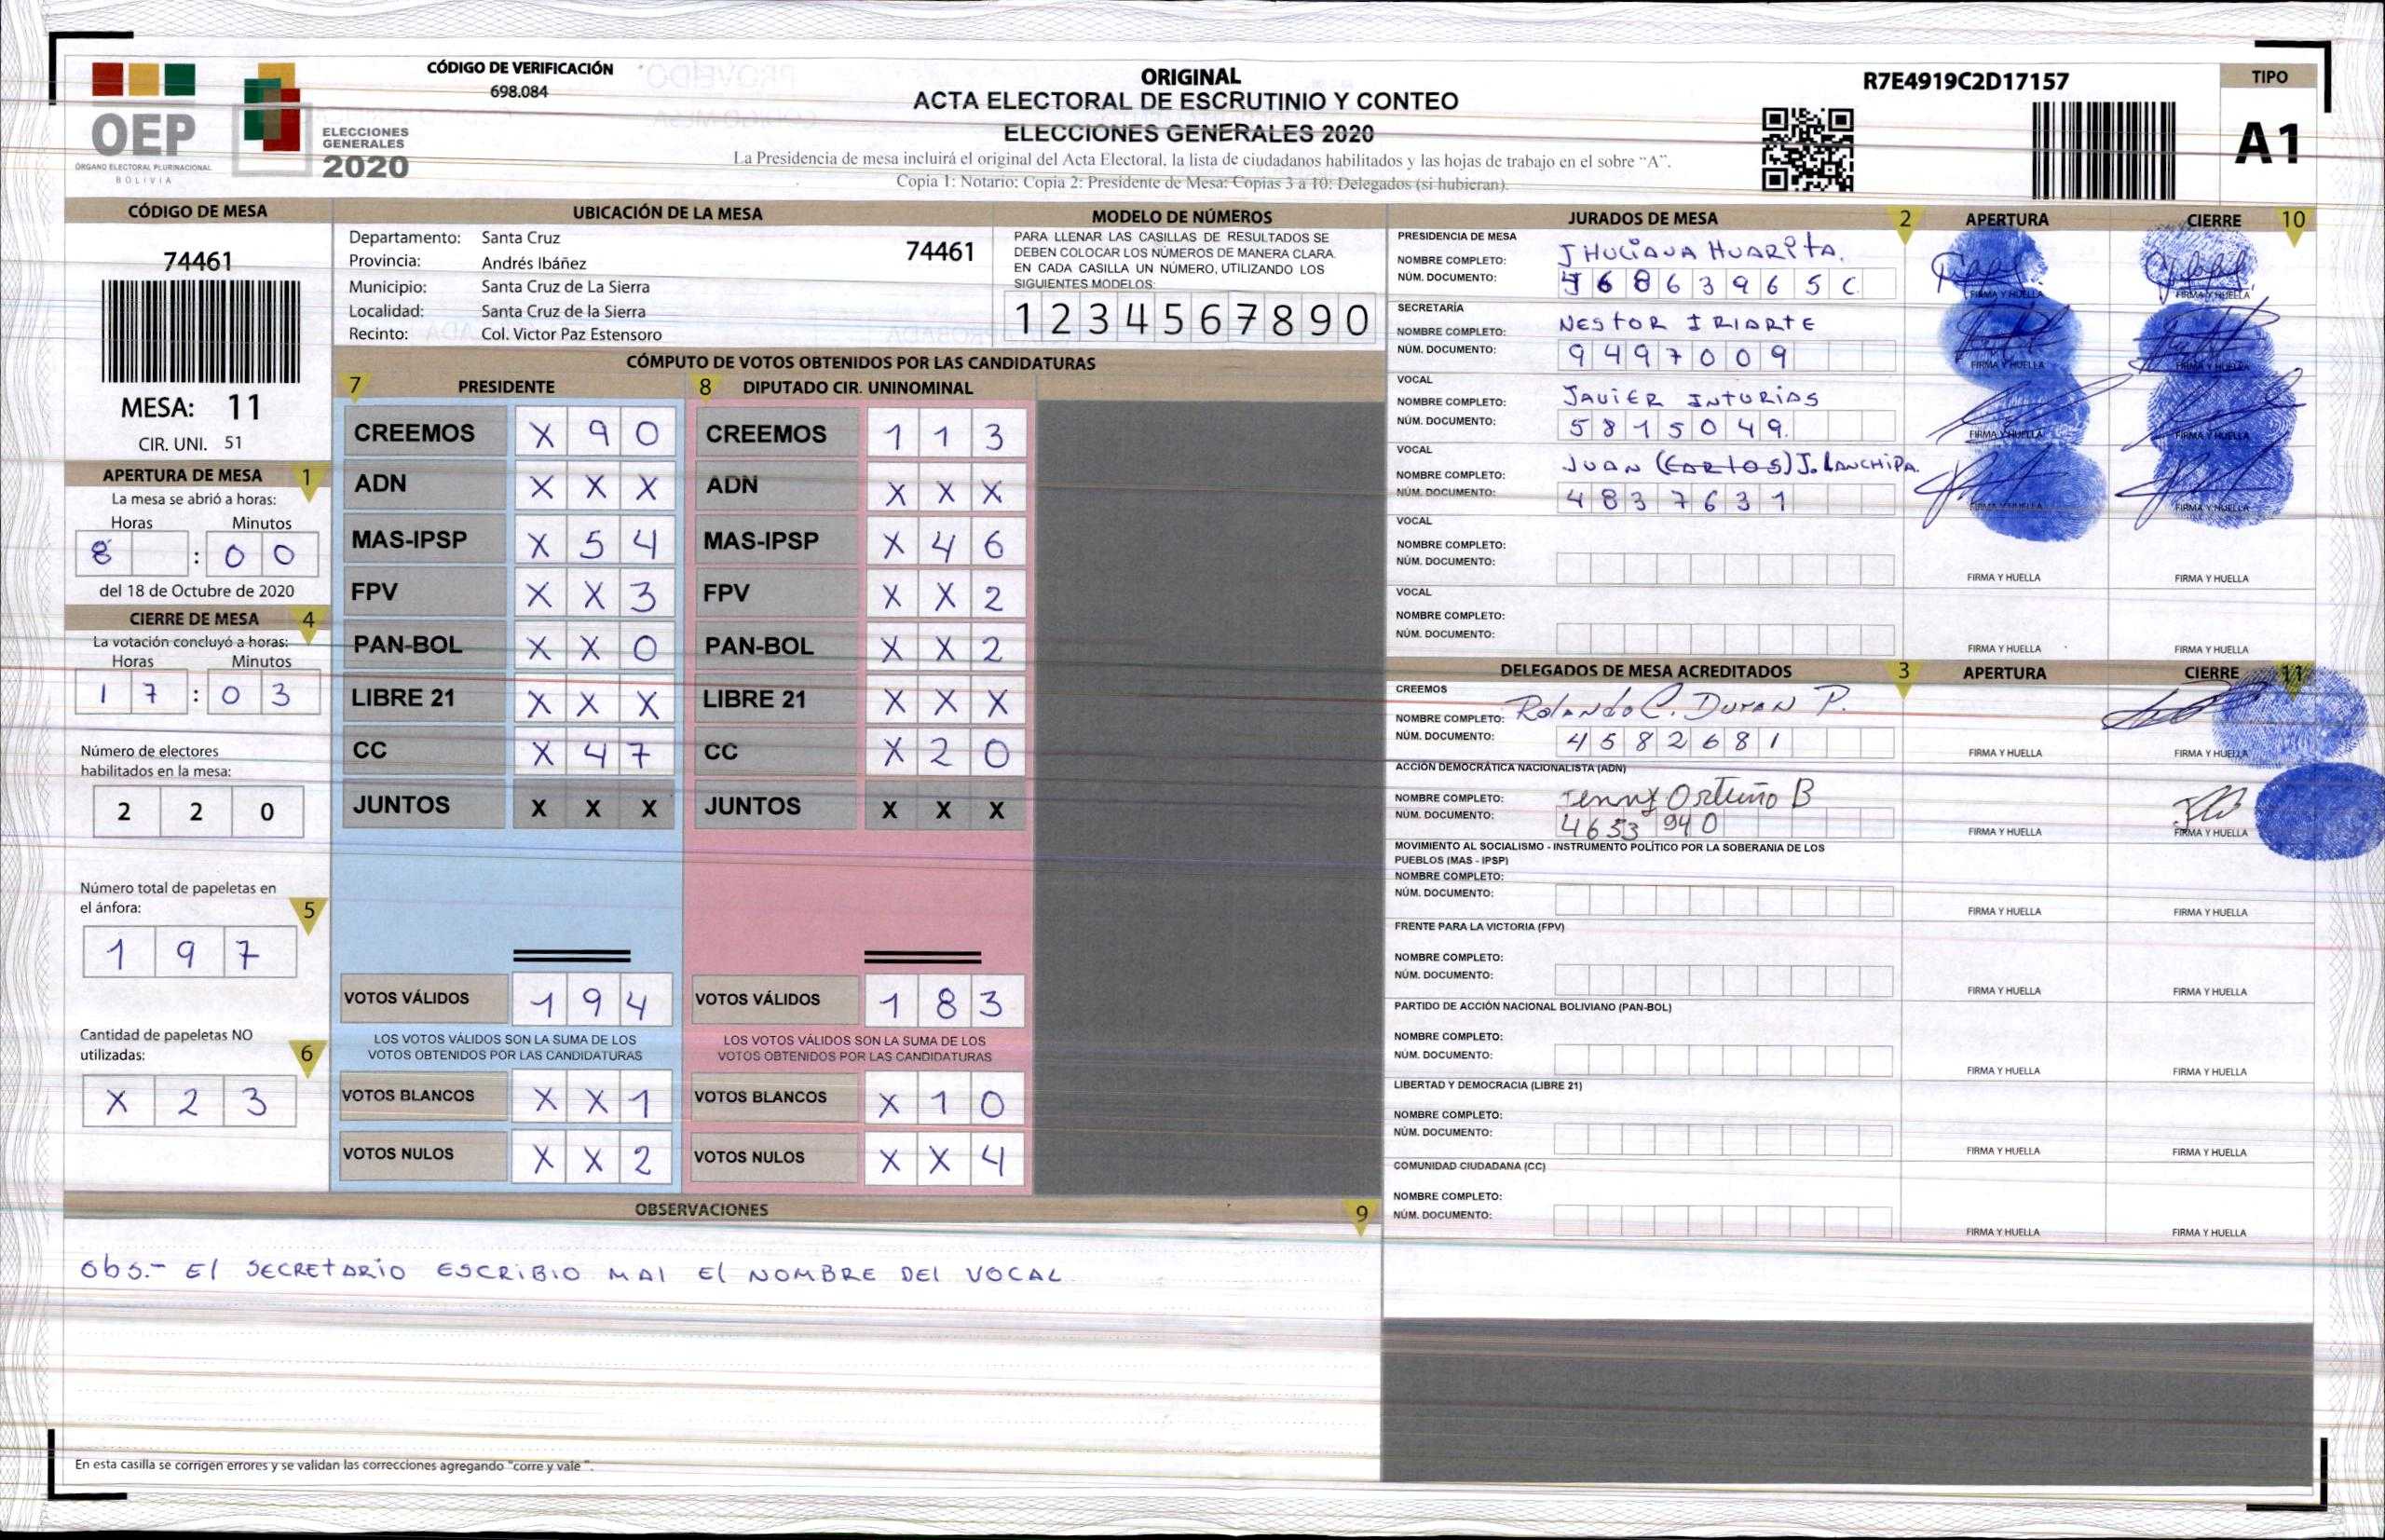 CÓDIGO DE VERIFICACIÓN
698.084
OEP
ÓRGANO ELECTORAL PLURINACIONAL
BOLIVIA
ELECCIONES
GENERALES
2020
ORIGINAL
ACTA ELECTORAL DE ESCRUTINIO Y CONTEO
ELECCIONES GENERALES 2020
La Presidencia de mesa incluirá el original del Acta Electoral, la lista de ciudadanos habilitados y las hojas de trabajo en el sobre "A".
Copia 1: Notario: Copia 2: Presidente de Mesa: Copias 3 a 10: Delegados (si hubieran).
R7E4919C2D17157
TIPO
A1
CÓDIGO DE MESA
74461
MESA: 11
CIR. UNI. 51
APERTURA DE MESA 1
La mesa se abrió a horas:
Horas Minutos
8 : 0 0
del 18 de Octubre de 2020
CIERRE DE MESA 4
La votación concluyó a horas:
Horas Minutos
1 7 : 0 3
Número de electores
habilitados en la mesa:
2 2 0
Número total de papeletas en
el ánfora: 5
1 9 7
Cantidad de papeletas NO
utilizadas: 6
X 2 3
UBICACIÓN DE LA MESA
Departamento: Santa Cruz 74461
Provincia: Andrés Ibáñez
Municipio: Santa Cruz de La Sierra
Localidad: Santa Cruz de la Sierra
Recinto: Col. Victor Paz Estensoro
MODELO DE NÚMEROS
PARA LLENAR LAS CASILLAS DE RESULTADOS SE
DEBEN COLOCAR LOS NÚMEROS DE MANERA CLARA.
EN CADA CASILLA UN NÚMERO, UTILIZANDO LOS
SIGUIENTES MODELOS:
1 2 3 4 5 6 7 8 9 0
CÓMPUTO DE VOTOS OBTENIDOS POR LAS CANDIDATURAS
7 PRESIDENTE 8 DIPUTADO CIR. UNINOMINAL
CREEMOS X 9 0 CREEMOS 1 1 3
ADN X X X ADN X X X
MAS-IPSP X 5 4 MAS-IPSP X 4 6
FPV X X 3 FPV X X 2
PAN-BOL X X 0 PAN-BOL X X 2
LIBRE 21 X X X LIBRE 21 X X X
CC X 4 7 CC X 2 0
JUNTOS X X X JUNTOS X X X
VOTOS VÁLIDOS 1 9 4 VOTOS VÁLIDOS 1 8 3
LOS VOTOS VÁLIDOS SON LA SUMA DE LOS LOS VOTOS VÁLIDOS SON LA SUMA DE LOS
VOTOS OBTENIDOS POR LAS CANDIDATURAS VOTOS OBTENIDOS POR LAS CANDIDATURAS
VOTOS BLANCOS X X 1 VOTOS BLANCOS X 1 0
VOTOS NULOS X X 2 VOTOS NULOS X X 4
OBSERVACIONES 9
Obs.- El SECRETARIO ESCRIBIO MAl El NOMBRE DEl VOCAL
En esta casilla se corrigen errores y se validan las correcciones agregando "corre y vale".
JURADOS DE MESA 2 APERTURA CIERRE 10
PRESIDENCIA DE MESA
NOMBRE COMPLETO: JHULIANA HUARITA.
NÚM. DOCUMENTO: 6 8 6 3 9 6 5 C
FIRMA Y HUELLA FIRMA Y HUELLA
SECRETARÍA
NOMBRE COMPLETO: NESTOR IRIARTE
NÚM. DOCUMENTO: 9 4 9 7 0 0 9
FIRMA Y HUELLA FIRMA Y HUELLA
VOCAL
NOMBRE COMPLETO: JAVIER INTURIAS
NÚM. DOCUMENTO: 5 8 1 5 0 4 9.
FIRMA Y HUELLA FIRMA Y HUELLA
VOCAL
NOMBRE COMPLETO: JUAN (CARLOS) J. LANCHIPA.
NÚM. DOCUMENTO: 4 8 3 7 6 3 1
FIRMA Y HUELLA FIRMA Y HUELLA
VOCAL
NOMBRE COMPLETO:
NÚM. DOCUMENTO:
FIRMA Y HUELLA FIRMA Y HUELLA
VOCAL
NOMBRE COMPLETO:
NÚM. DOCUMENTO:
FIRMA Y HUELLA FIRMA Y HUELLA
DELEGADOS DE MESA ACREDITADOS 3 APERTURA CIERRE 11
CREEMOS
NOMBRE COMPLETO: Rolando C. Duran P.
NÚM. DOCUMENTO: 4 5 8 2 6 8 1
FIRMA Y HUELLA FIRMA Y HUELLA
ACCIÓN DEMOCRÁTICA NACIONALISTA (ADN)
NOMBRE COMPLETO: Jenny Ortuño B
NÚM. DOCUMENTO: 4653 940
FIRMA Y HUELLA FIRMA Y HUELLA
MOVIMIENTO AL SOCIALISMO - INSTRUMENTO POLÍTICO POR LA SOBERANIA DE LOS
PUEBLOS (MAS - IPSP)
NOMBRE COMPLETO:
NÚM. DOCUMENTO:
FIRMA Y HUELLA FIRMA Y HUELLA
FRENTE PARA LA VICTORIA (FPV)
NOMBRE COMPLETO:
NÚM. DOCUMENTO:
FIRMA Y HUELLA FIRMA Y HUELLA
PARTIDO DE ACCIÓN NACIONAL BOLIVIANO (PAN-BOL)
NOMBRE COMPLETO:
NÚM. DOCUMENTO:
FIRMA Y HUELLA FIRMA Y HUELLA
LIBERTAD Y DEMOCRACIA (LIBRE 21)
NOMBRE COMPLETO:
NÚM. DOCUMENTO:
FIRMA Y HUELLA FIRMA Y HUELLA
COMUNIDAD CIUDADANA (CC)
NOMBRE COMPLETO:
NÚM. DOCUMENTO:
FIRMA Y HUELLA FIRMA Y HUELLA